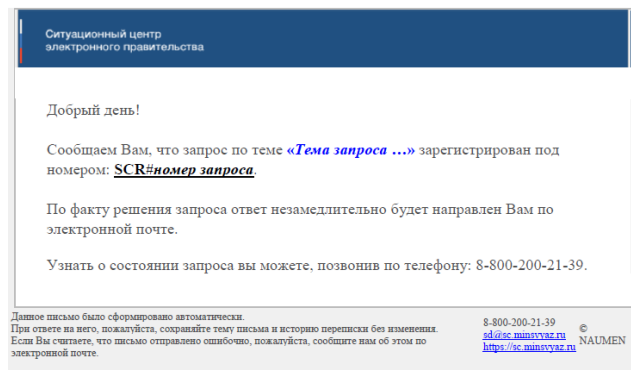 Ситуационный центр
электронного правительства
Добрый день!
Сообщаем Вам, что запрос по теме «Тема запроса …» зарегистрирован под
номером: SCR#номер запроса.
По факту решения запроса ответ незамедлительно будет направлен Вам по
электронной почте.
Узнать о состоянии запроса вы можете, позвонив по телефону: 8-800-200-21-39.
Данное письмо было сформировано автоматически.
При ответе на него, пожалуйста, сохраняйте тему письма и историю переписки без изменения.
Если Вы считаете, что письмо отправлено ошибочно, пожалуйста, сообщите нам об этом по
электронной почте.
8-800-200-21-39
sd@sc.minsvyaz.ru
https://sc.minsvyaz.ru
©
NAUMEN